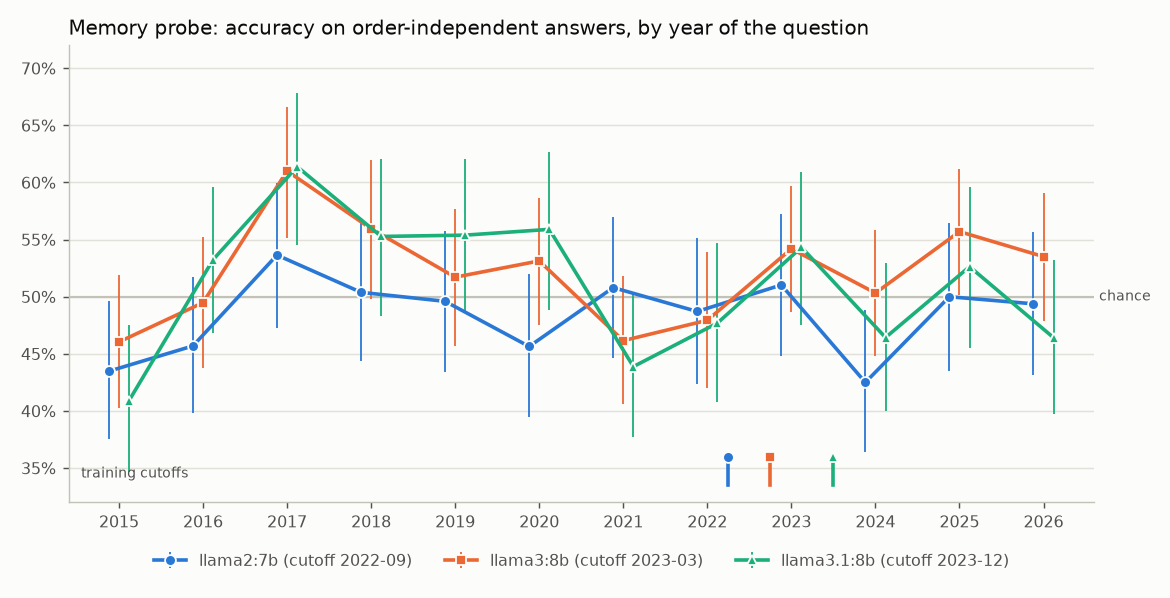 Memory probe: accuracy on order-independent answers, by year of the question
70%
65%
60%
55%
50%
chance
45%
40%
35%
training cutoffs
2015 2016 2017 2018 2019 2020 2021 2022 2023 2024 2025 2026
llama2:7b (cutoff 2022-09) llama3:8b (cutoff 2023-03) llama3.1:8b (cutoff 2023-12)